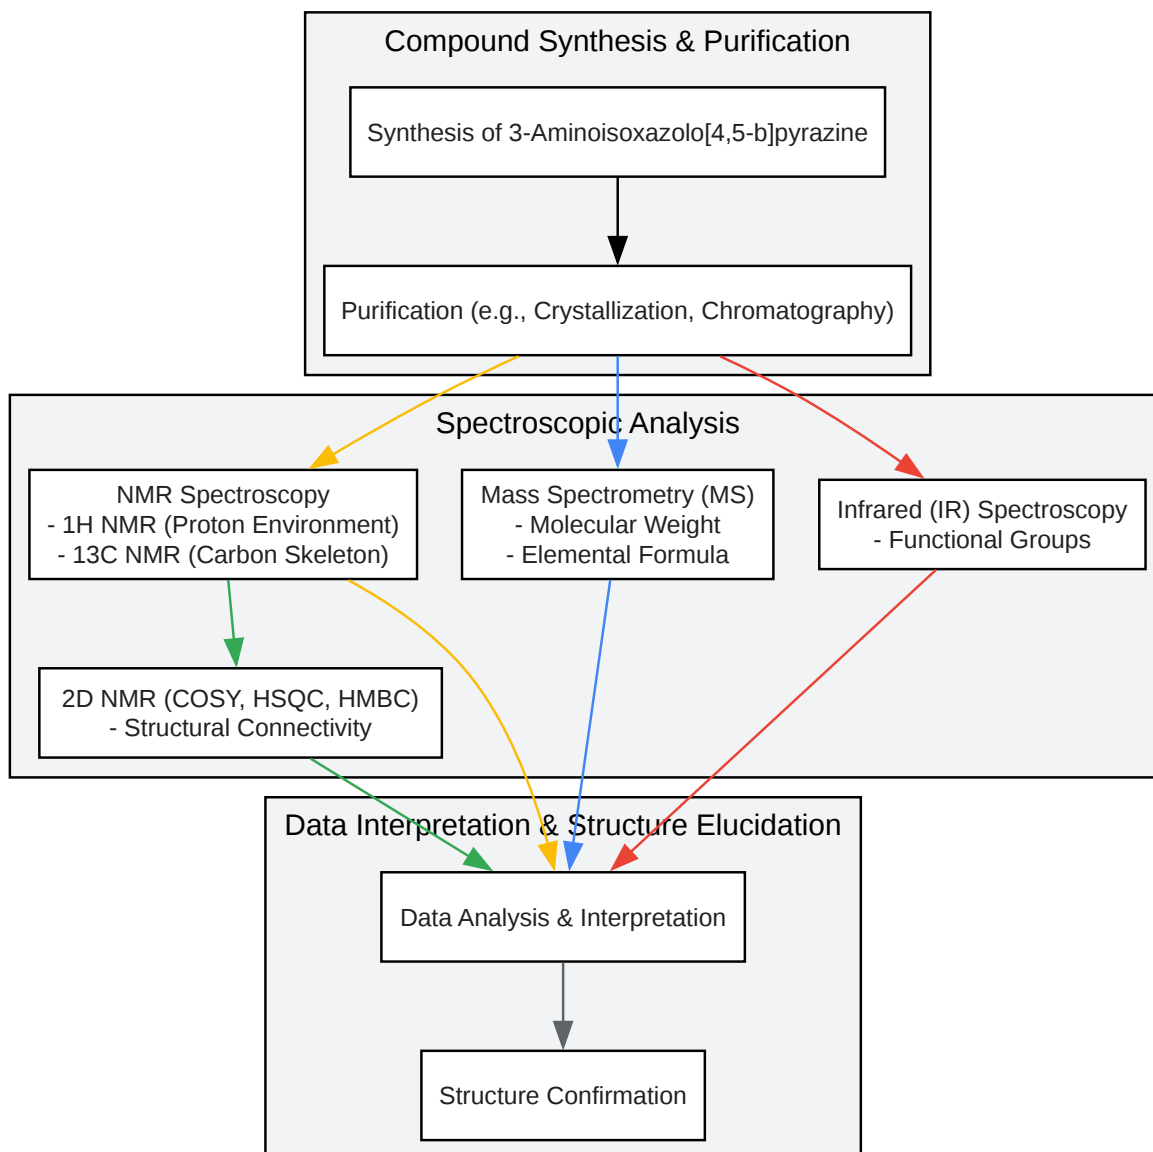 Compound Synthesis & Purification
Synthesis of 3-Aminoisoxazolo[4,5-b]pyrazine
Purification (e.g., Crystallization, Chromatography)
Spectroscopic Analysis
NMR Spectroscopy
- 1H NMR (Proton Environment)
- 13C NMR (Carbon Skeleton)
Mass Spectrometry (MS)
- Molecular Weight
- Elemental Formula
Infrared (IR) Spectroscopy
- Functional Groups
2D NMR (COSY, HSQC, HMBC)
- Structural Connectivity
Data Interpretation & Structure Elucidation
Data Analysis & Interpretation
Structure Confirmation